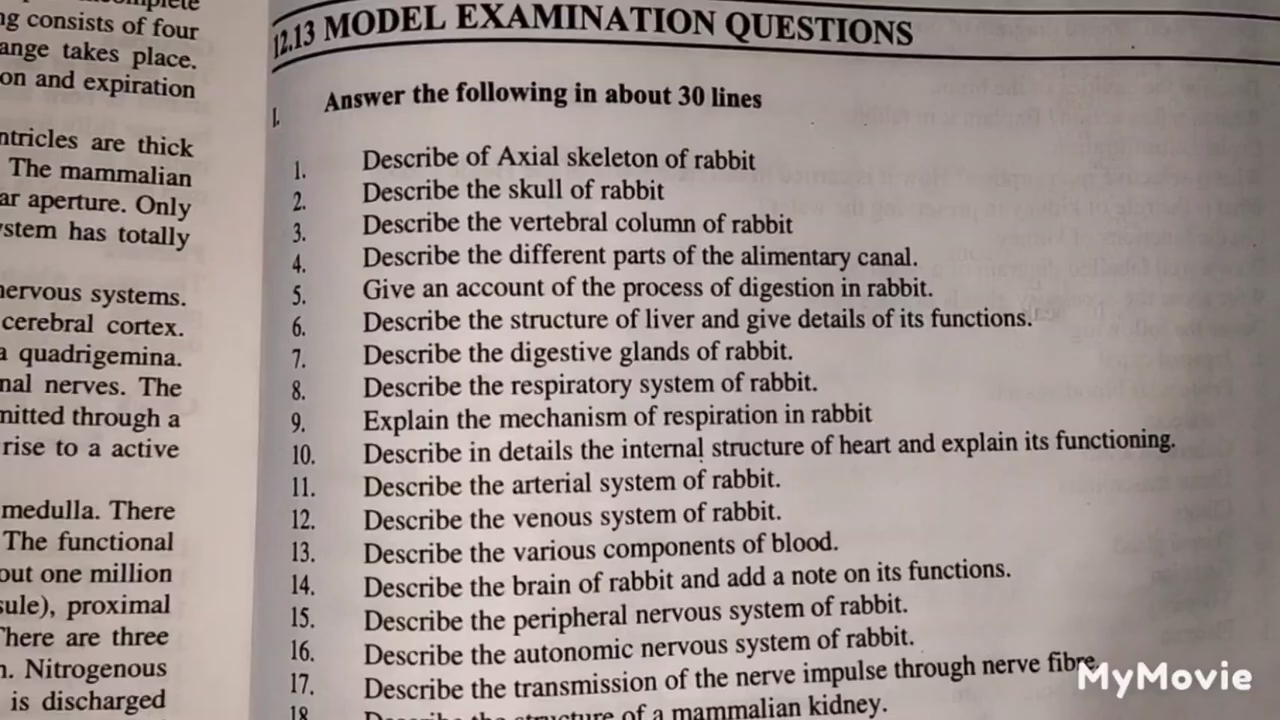 mplete
ng consists of four
ange takes place.
on and expiration
ntricles are thick
The mammalian
ar aperture. Only
ystem has totally
nervous systems.
cerebral cortex.
a quadrigemina.
nal nerves. The
mitted through a
rise to a active
medulla. There
The functional
out one million
sule), proximal
There are three
n. Nitrogenous
is discharged
12.13 MODEL EXAMINATION QUESTIONS
I. Answer the following in about 30 lines
1. Describe of Axial skeleton of rabbit
2. Describe the skull of rabbit
3. Describe the vertebral column of rabbit
4. Describe the different parts of the alimentary canal.
5. Give an account of the process of digestion in rabbit.
6. Describe the structure of liver and give details of its functions.
7. Describe the digestive glands of rabbit.
8. Describe the respiratory system of rabbit.
9. Explain the mechanism of respiration in rabbit
10. Describe in details the internal structure of heart and explain its functioning.
11. Describe the arterial system of rabbit.
12. Describe the venous system of rabbit.
13. Describe the various components of blood.
14. Describe the brain of rabbit and add a note on its functions.
15. Describe the peripheral nervous system of rabbit.
16. Describe the autonomic nervous system of rabbit.
17. Describe the transmission of the nerve impulse through nerve fibre.
18 Describe the structure of a mammalian kidney.
MyMovie